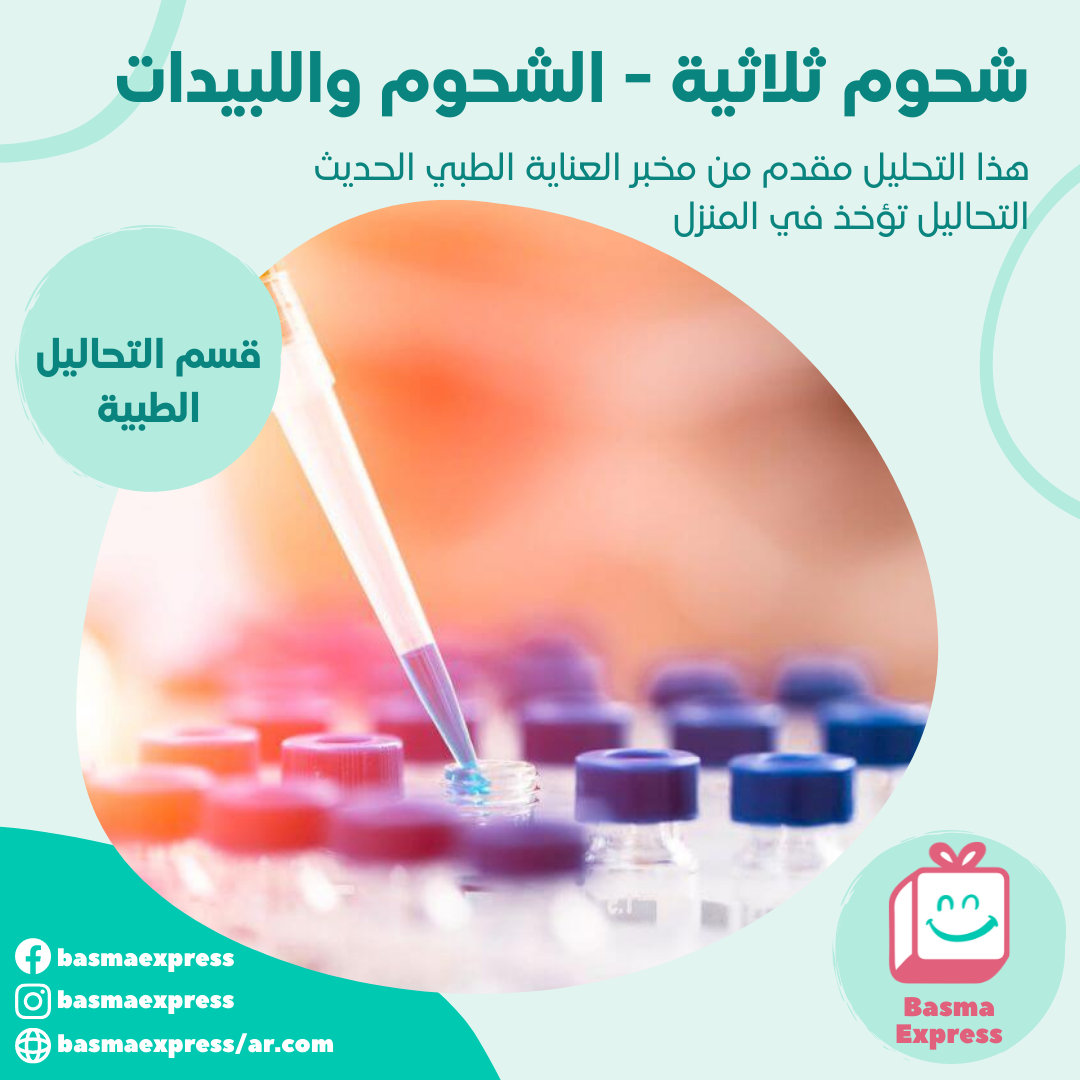 شحوم ثلاثية - الشحوم واللبيدات
هذا التحليل مقدم من مخبر العناية الطبي الحديث
التحاليل تؤخذ في المنزل
قسم التحاليل
الطبية
basmaexpress
basmaexpress
basmaexpress/ar.com
Basma
Express